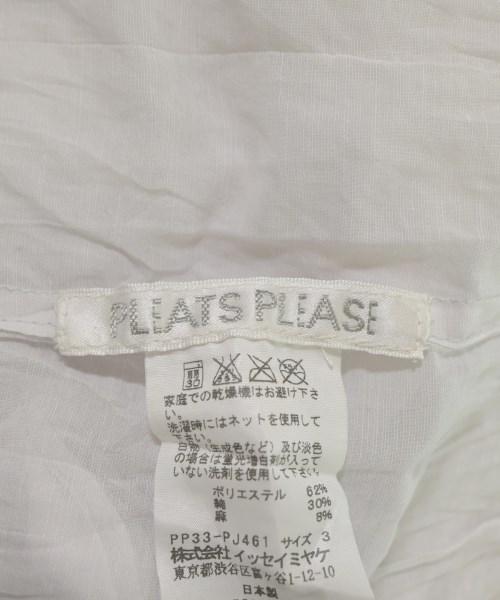 PLEATS PLEASE
30
家庭での乾燥機はお避け下さ
い。
洗濯時にはネットを使用して
下さい。
白物（生成色など）及び淡色
の場合は蛍光増白剤が入って
いない洗剤を使用して下さい。
ポリエステル 62%
綿 30%
麻 8%
PP33-PJ461 サイズ 3
株式会社イッセイミヤケ
東京都渋谷区富ヶ谷1-12-10
日本製